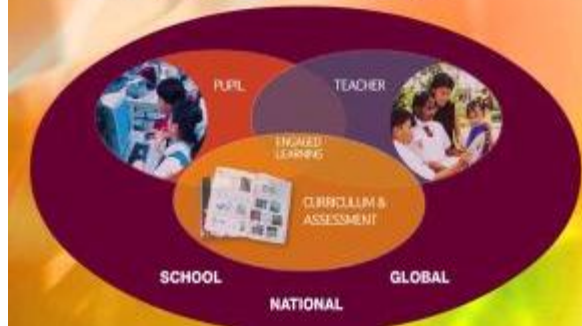 PUPIL
TEACHER
ENGAGED
LEARNING
CURRICULUM &
ASSESSMENT
SCHOOL
GLOBAL
NATIONAL